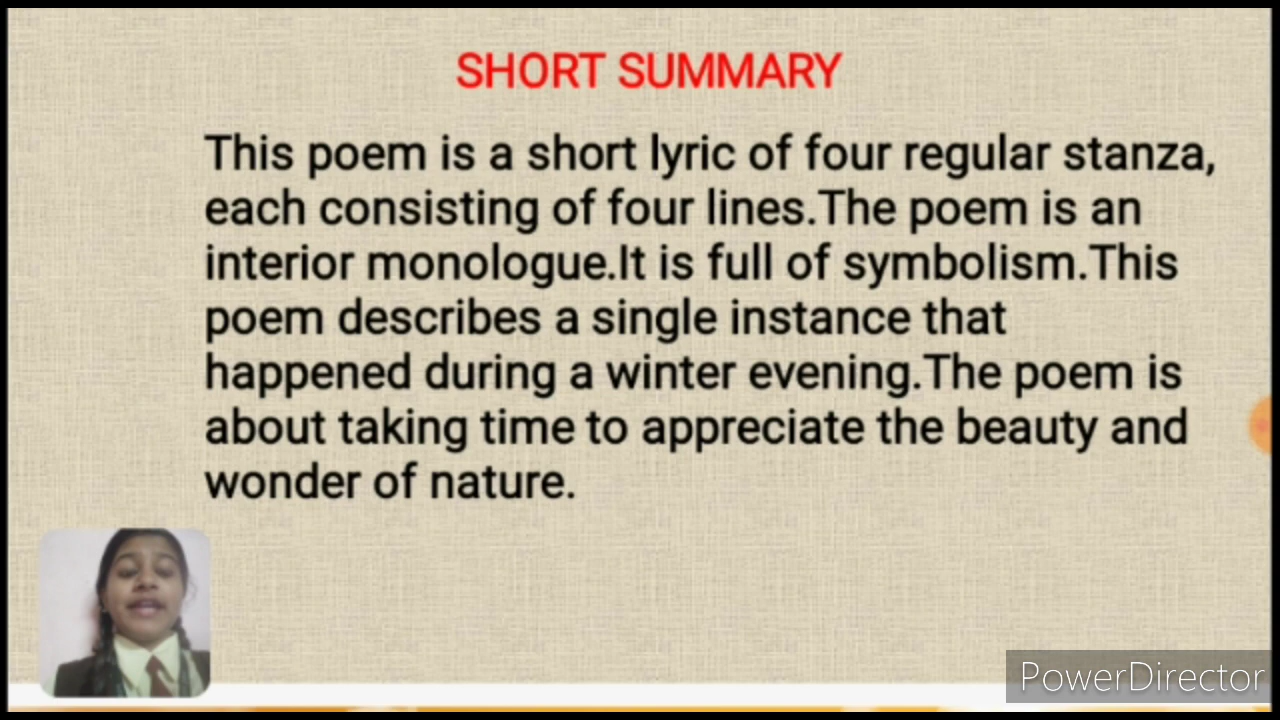 SHORT SUMMARY
This poem is a short lyric of four regular stanza,
each consisting of four lines.The poem is an
interior monologue.It is full of symbolism.This
poem describes a single instance that
happened during a winter evening.The poem is
about taking time to appreciate the beauty and
wonder of nature.
PowerDirector